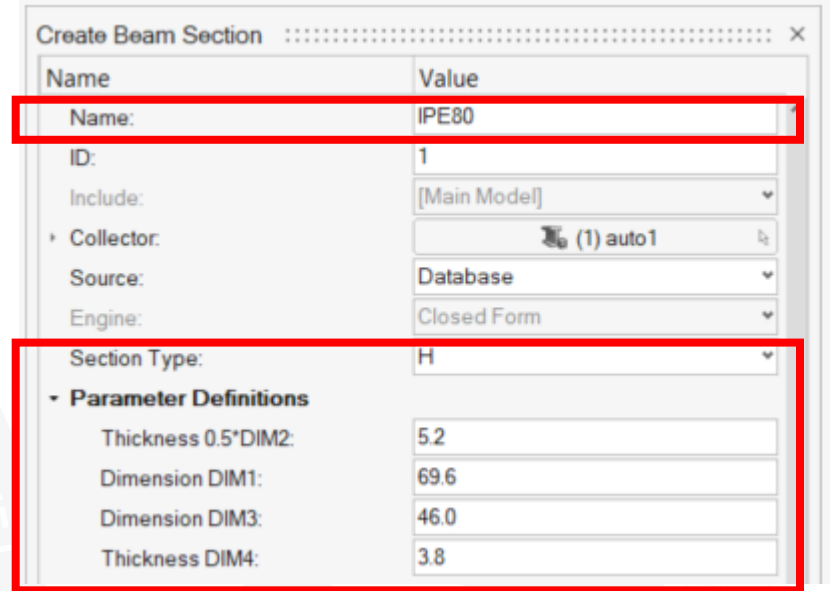 Create Beam Section
Name Value
Name: IPE80
ID: 1
Include: [Main Model]
Collector: (1) auto1
Source: Database
Engine: Closed Form
Section Type: H
Parameter Definitions
Thickness 0.5*DIM2: 5.2
Dimension DIM1: 69.6
Dimension DIM3: 46.0
Thickness DIM4: 3.8